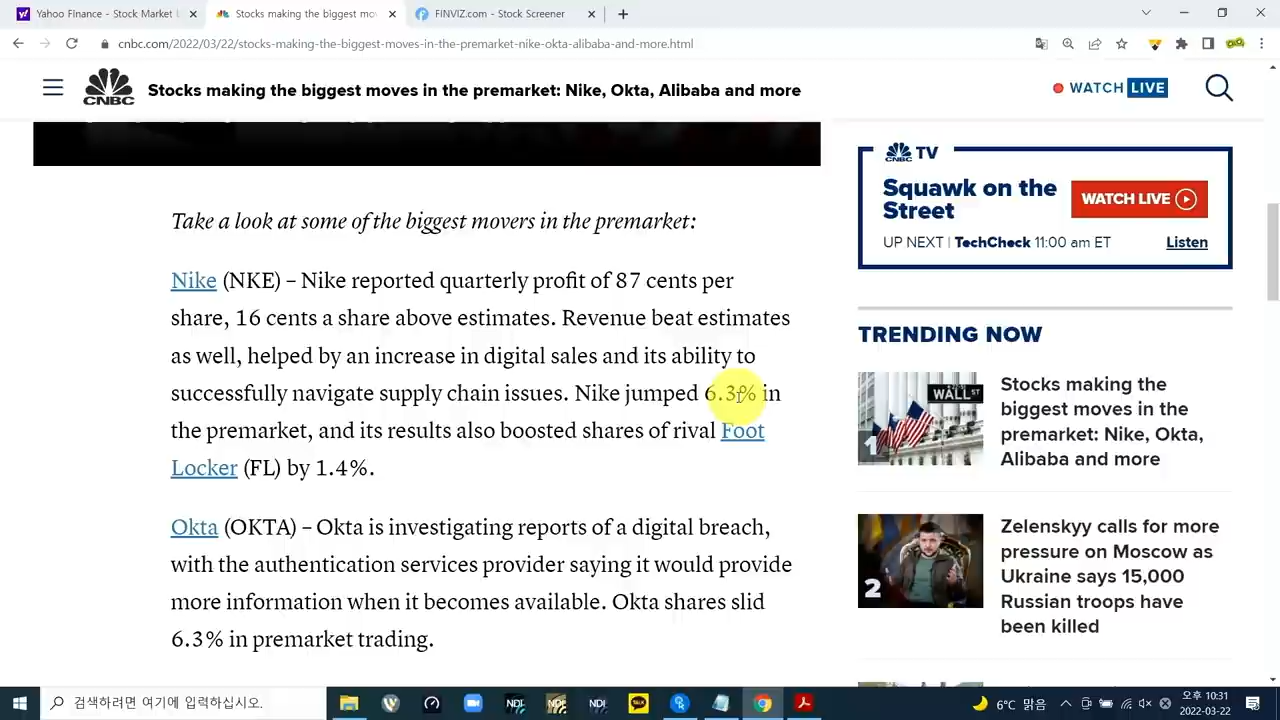 Yahoo Finance - Stock Market L
Stocks making the biggest mov
FINVIZ.com - Stock Screener
cnbc.com/2022/03/22/stocks-making-the-biggest-moves-in-the-premarket-nike-okta-alibaba-and-more.html
CNBC
Stocks making the biggest moves in the premarket: Nike, Okta, Alibaba and more
WATCH LIVE
Take a look at some of the biggest movers in the premarket:
Nike (NKE) – Nike reported quarterly profit of 87 cents per
share, 16 cents a share above estimates. Revenue beat estimates
as well, helped by an increase in digital sales and its ability to
successfully navigate supply chain issues. Nike jumped 6.3% in
the premarket, and its results also boosted shares of rival Foot
Locker (FL) by 1.4%.
Okta (OKTA) – Okta is investigating reports of a digital breach,
with the authentication services provider saying it would provide
more information when it becomes available. Okta shares slid
6.3% in premarket trading.
CNBC TV
Squawk on the
Street
WATCH LIVE
UP NEXT | TechCheck 11:00 am ET
Listen
TRENDING NOW
WALL ST
1
Stocks making the
biggest moves in the
premarket: Nike, Okta,
Alibaba and more
2
Zelenskyy calls for more
pressure on Moscow as
Ukraine says 15,000
Russian troops have
been killed
검색하려면 여기에 입력하십시오.
TALK
6°C 맑음
오후 10:31
2022-03-22